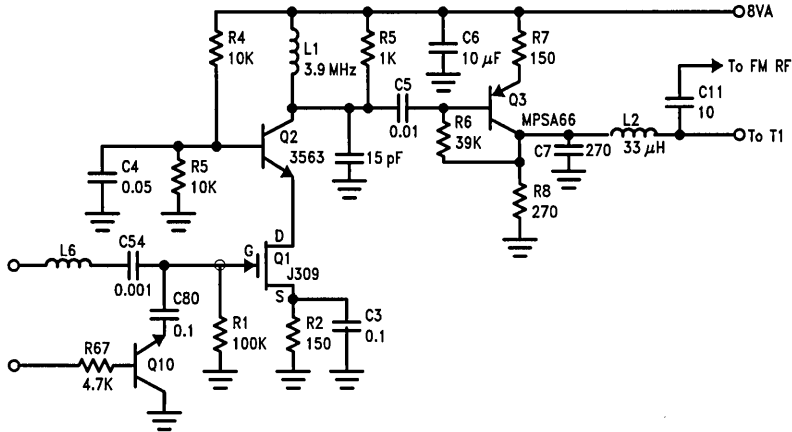 8VA
R4
10K
L1
3.9 MHz
R5
1K
C6
10 µF
R7
150
To FM RF
C11
10
C5
0.01
Q3
MPSA66
Q2
3563
15 pF
R6
39K
C7
270
L2
33 µH
To T1
C4
0.05
R5
10K
R8
270
L6
C54
0.001
G
D
Q1
J309
S
C80
0.1
R1
100K
R2
150
C3
0.1
R67
4.7K
Q10